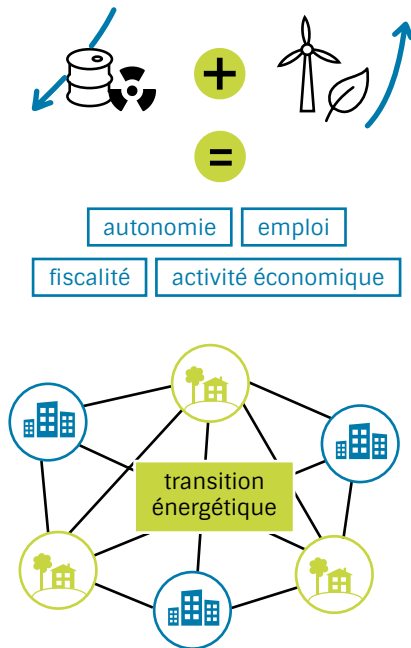 +
=
autonomie
emploi
fiscalité
activité économique
transition
énergétique